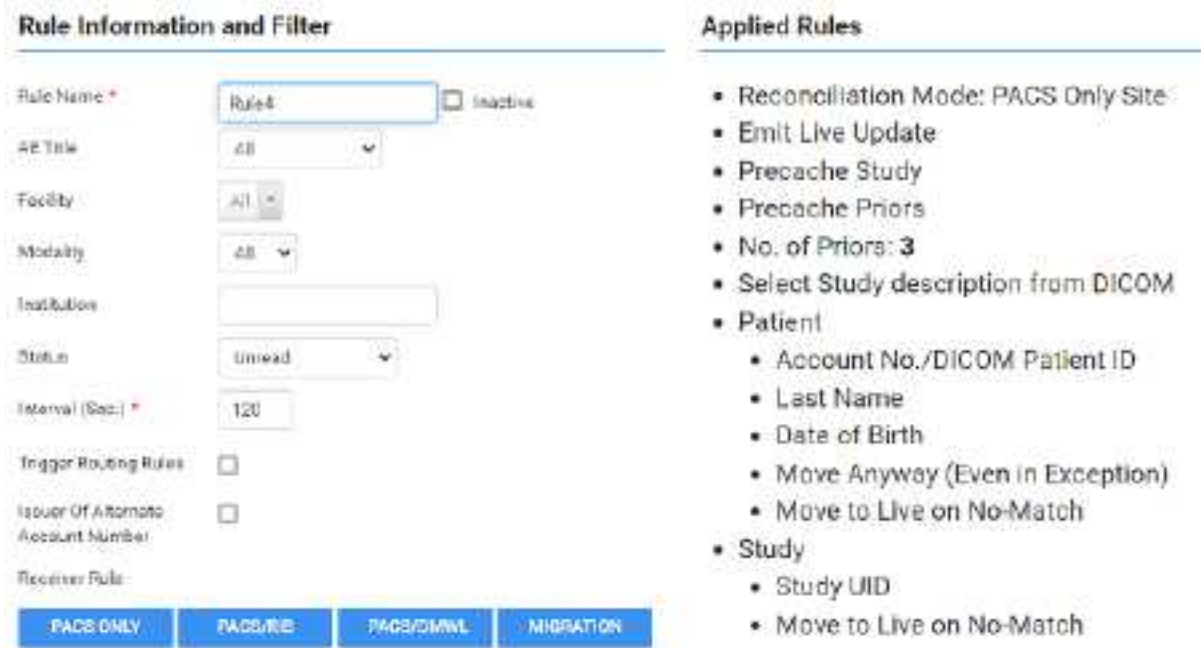 Rule Information and Filter
Rule Name *
Rule4
Inactive
AE Title
All
Facility
All
Modality
All
Institution
Status
Unread
Interval (Sec.) *
120
Trigger Routing Rules
Issuer Of Alternate
Account Number
Receiver Rule
PACS ONLY
PACS/RIS
PACS/DMWL
MIGRATION
Applied Rules
• Reconciliation Mode: PACS Only Site
• Emit Live Update
• Precache Study
• Precache Priors
• No. of Priors: 3
• Select Study description from DICOM
• Patient
• Account No./DICOM Patient ID
• Last Name
• Date of Birth
• Move Anyway (Even in Exception)
• Move to Live on No-Match
• Study
• Study UID
• Move to Live on No-Match